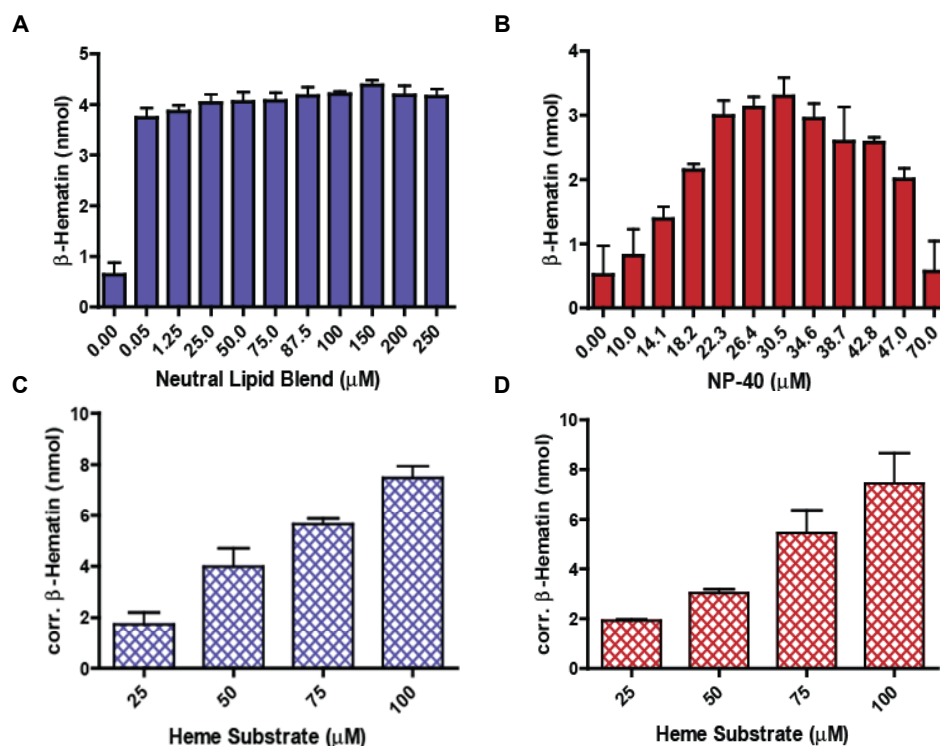 A
B
β-Hematin (nmol)
5
4
3
2
1
0
0.00 0.05 1.25 25.0 50.0 75.0 87.5 100 150 200 250
Neutral Lipid Blend (μM)
β-Hematin (nmol)
4
3
2
1
0
0.00 10.0 14.1 18.2 22.3 26.4 30.5 34.6 38.7 42.8 47.0 70.0
NP-40 (μM)
C
D
corr. β-Hematin (nmol)
10
8
6
4
2
0
25 50 75 100
Heme Substrate (μM)
corr. β-Hematin (nmol)
10
8
6
4
2
0
25 50 75 100
Heme Substrate (μM)